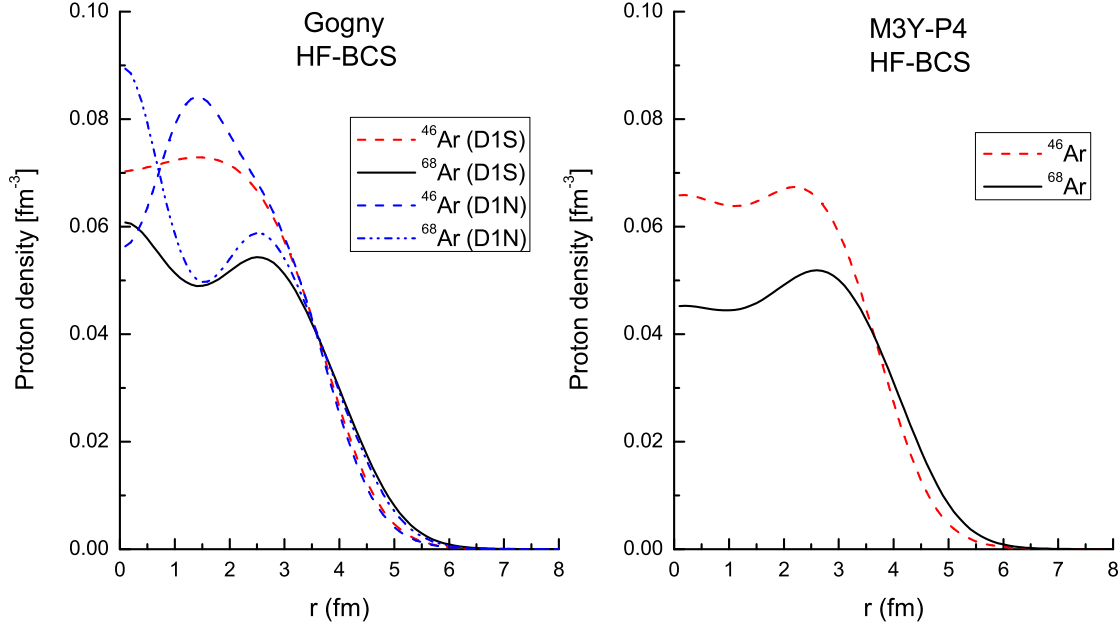 Gogny
HF-BCS
0.10
0.08
0.06
0.04
0.02
0.00
Proton density [fm⁻³]
⁴⁶Ar (D1S)
⁶⁸Ar (D1S)
⁴⁶Ar (D1N)
⁶⁸Ar (D1N)
0 1 2 3 4 5 6 7 8
r (fm)
M3Y-P4
HF-BCS
0.10
0.08
0.06
0.04
0.02
0.00
Proton density [fm⁻³]
⁴⁶Ar
⁶⁸Ar
0 1 2 3 4 5 6 7 8
r (fm)